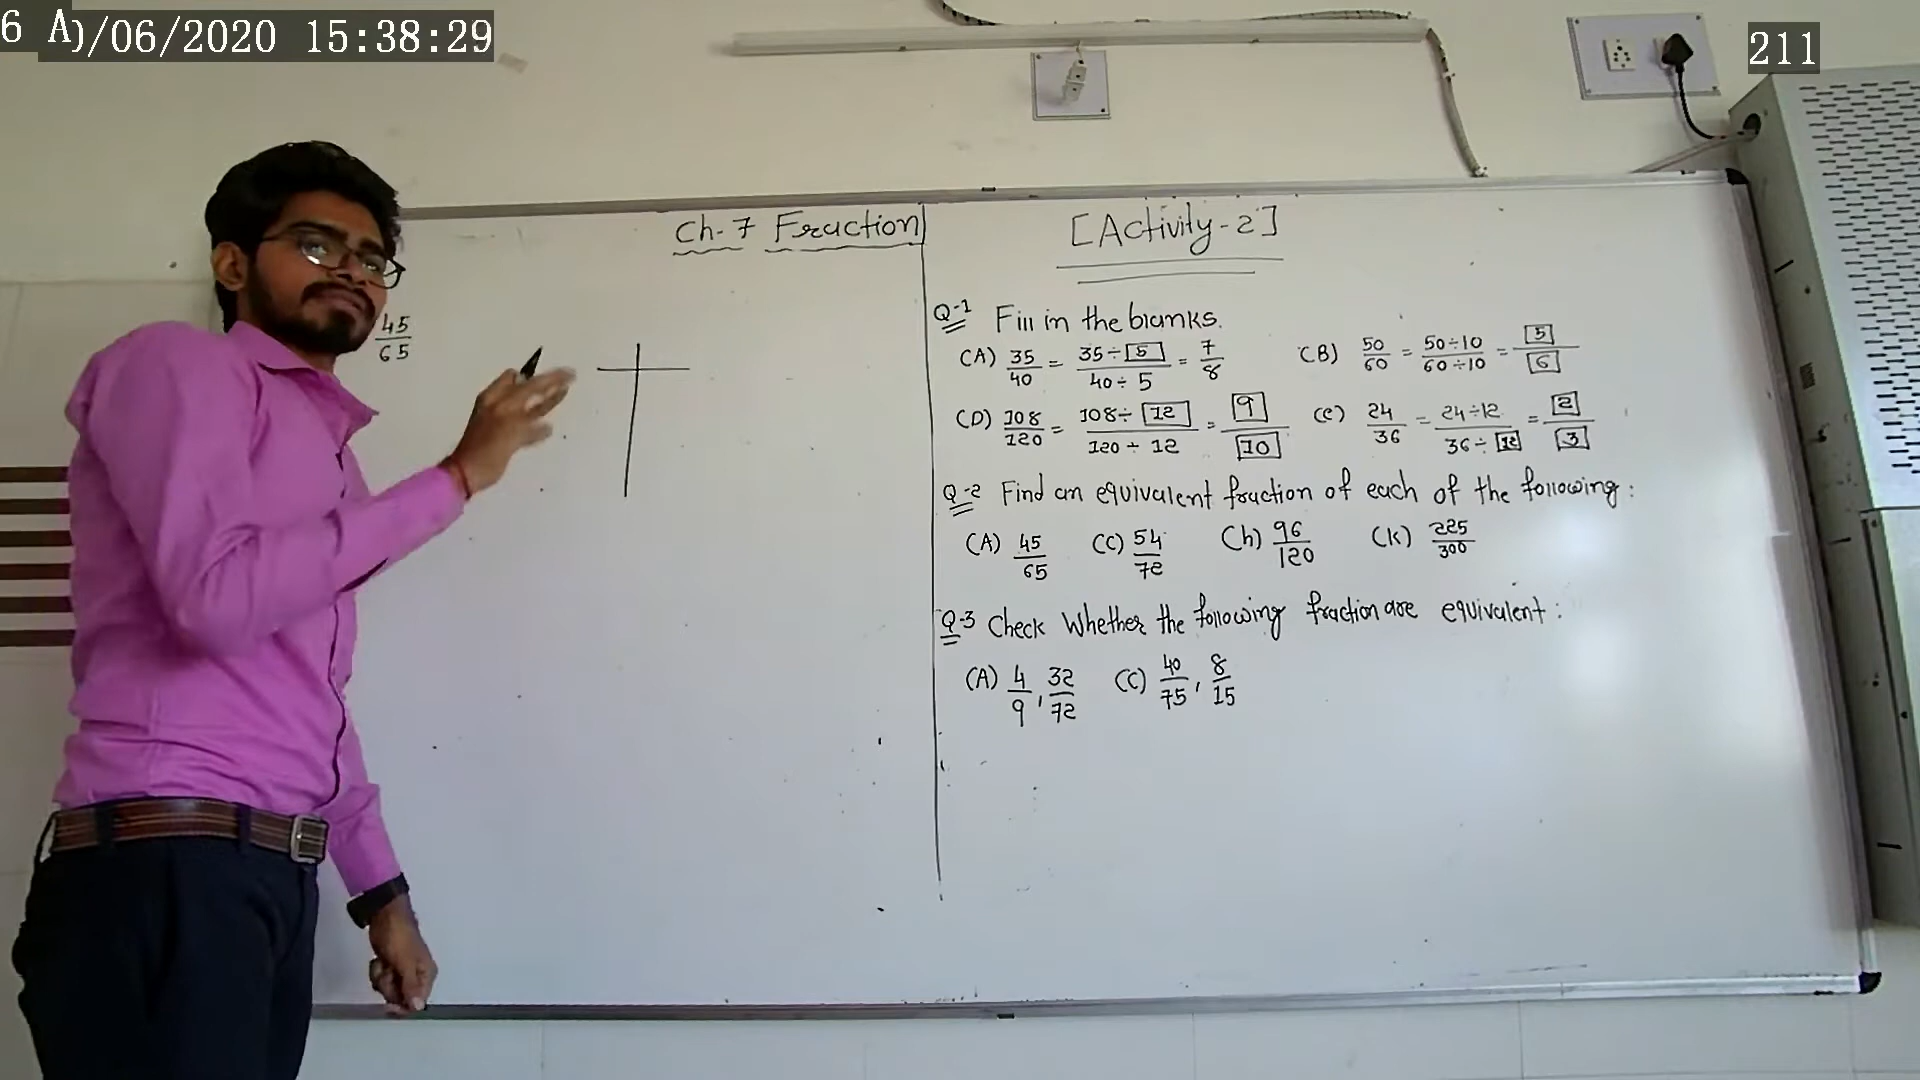 6 A
0/06/2020 15:38:29
211
Ch-7 Fraction
[Activity-2]
45/65
Q-1 Fill in the blanks.
(A) 35/40 = 35÷5/40÷5 = 7/8 (B) 50/60 = 50÷10/60÷10 = 5/6
(D) 108/120 = 108÷12/120÷12 = 9/10 (e) 24/36 = 24÷12/36÷12 = 2/3
Q-2 Find an equivalent fraction of each of the following:
(A) 45/65 (C) 54/72 (h) 96/120 (K) 225/300
Q-3 Check Whether the following fraction are equivalent:
(A) 4/9, 32/72 (C) 40/75, 8/15